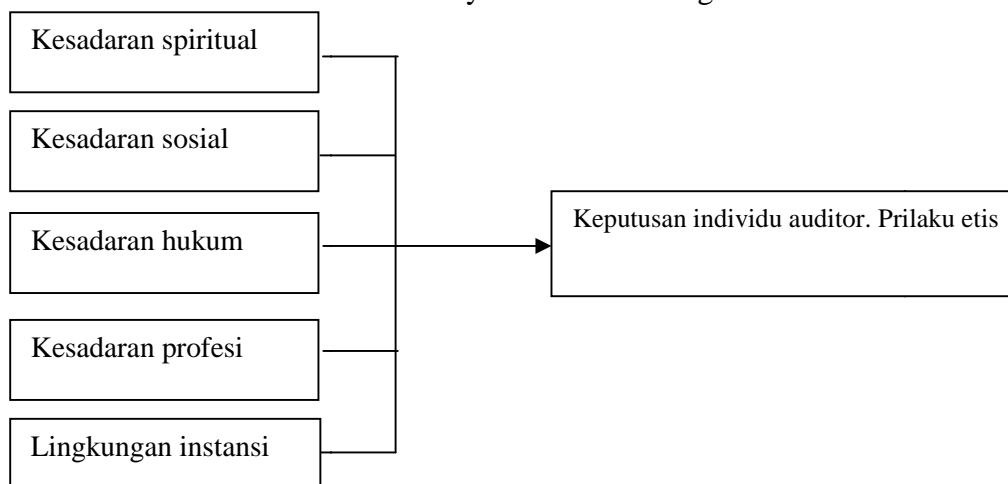 Kesadaran spiritual
Kesadaran sosial
Kesadaran hukum
Kesadaran profesi
Lingkungan instansi
Keputusan individu auditor. Prilaku etis